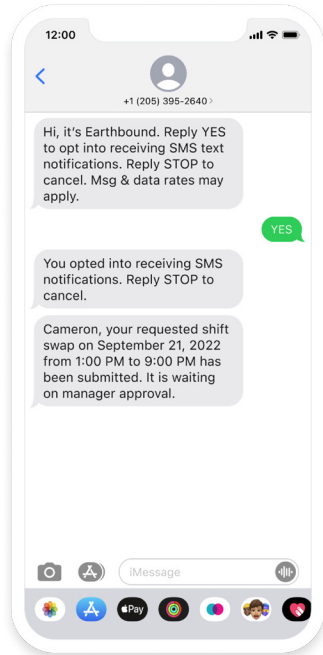 12:00
+1 (205) 395-2640 >
Hi, it's Earthbound. Reply YES
to opt into receiving SMS text
notifications. Reply STOP to
cancel. Msg & data rates may
apply.
YES
You opted into receiving SMS
notifications. Reply STOP to
cancel.
Cameron, your requested shift
swap on September 21, 2022
from 1:00 PM to 9:00 PM has
been submitted. It is waiting
on manager approval.
iMessage
Pay